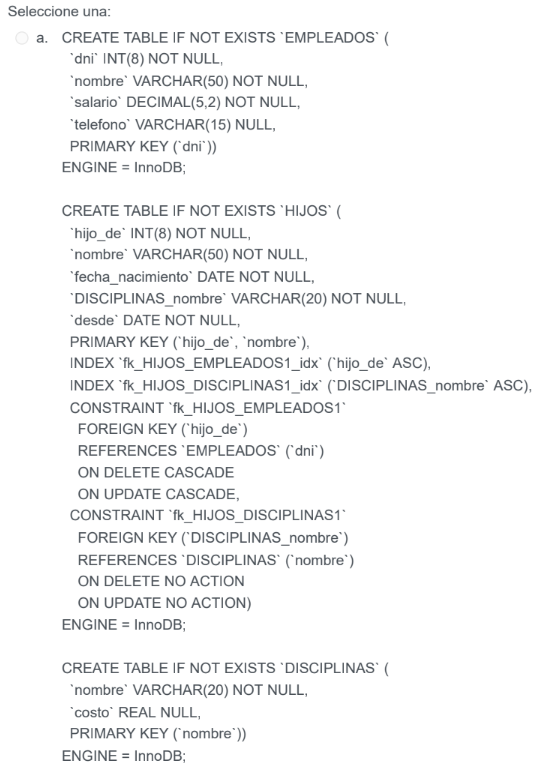 Seleccione una:
a. CREATE TABLE IF NOT EXISTS `EMPLEADOS` (
`dni` INT(8) NOT NULL,
`nombre` VARCHAR(50) NOT NULL,
`salario` DECIMAL(5,2) NOT NULL,
`telefono` VARCHAR(15) NULL,
PRIMARY KEY (`dni`))
ENGINE = InnoDB;
CREATE TABLE IF NOT EXISTS `HIJOS` (
`hijo_de` INT(8) NOT NULL,
`nombre` VARCHAR(50) NOT NULL,
`fecha_nacimiento` DATE NOT NULL,
`DISCIPLINAS_nombre` VARCHAR(20) NOT NULL,
`desde` DATE NOT NULL,
PRIMARY KEY (`hijo_de`, `nombre`),
INDEX `fk_HIJOS_EMPLEADOS1_idx` (`hijo_de` ASC),
INDEX `fk_HIJOS_DISCIPLINAS1_idx` (`DISCIPLINAS_nombre` ASC),
CONSTRAINT `fk_HIJOS_EMPLEADOS1`
FOREIGN KEY (`hijo_de`)
REFERENCES `EMPLEADOS` (`dni`)
ON DELETE CASCADE
ON UPDATE CASCADE,
CONSTRAINT `fk_HIJOS_DISCIPLINAS1`
FOREIGN KEY (`DISCIPLINAS_nombre`)
REFERENCES `DISCIPLINAS` (`nombre`)
ON DELETE NO ACTION
ON UPDATE NO ACTION)
ENGINE = InnoDB;
CREATE TABLE IF NOT EXISTS `DISCIPLINAS` (
`nombre` VARCHAR(20) NOT NULL,
`costo` REAL NULL,
PRIMARY KEY (`nombre`))
ENGINE = InnoDB;